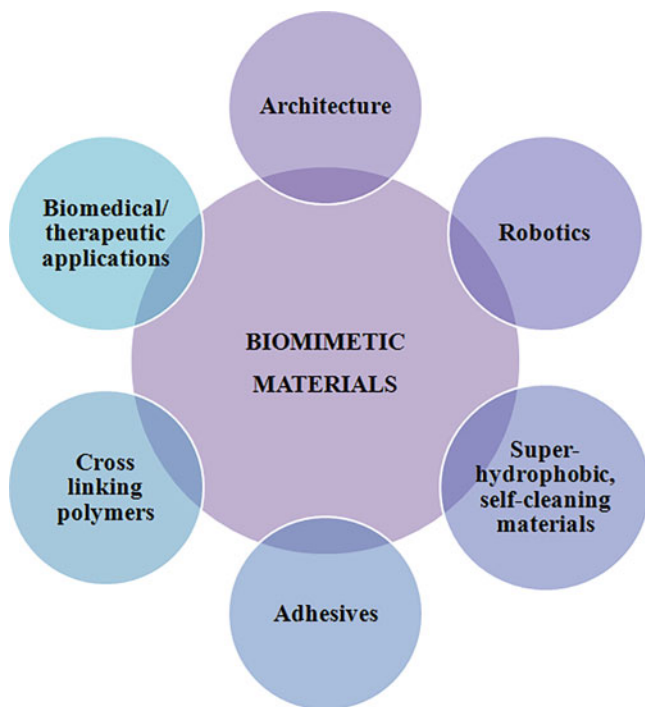 Architecture
Biomedical/
therapeutic
applications
Robotics
BIOMIMETIC
MATERIALS
Cross
linking
polymers
Super-
hydrophobic,
self-cleaning
materials
Adhesives